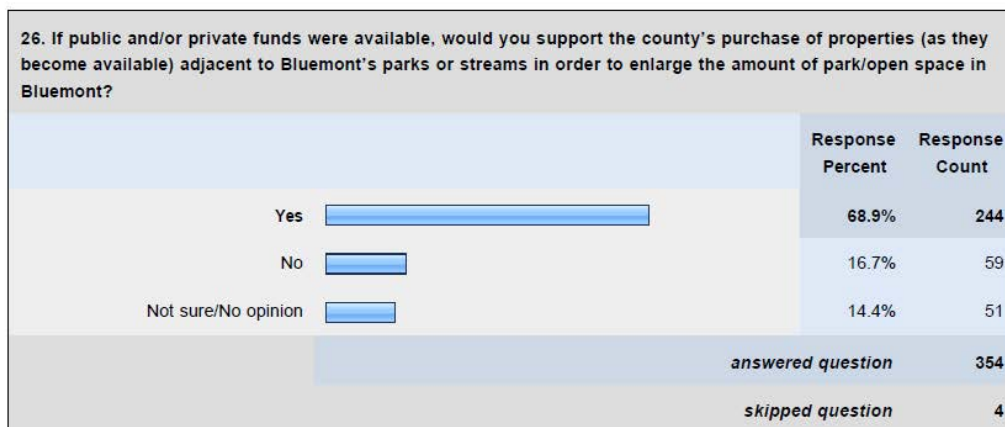 26. If public and/or private funds were available, would you support the county's purchase of properties (as they
become available) adjacent to Bluemont's parks or streams in order to enlarge the amount of park/open space in
Bluemont?
Response Percent Response Count
Yes 68.9% 244
No 16.7% 59
Not sure/No opinion 14.4% 51
answered question 354
skipped question 4